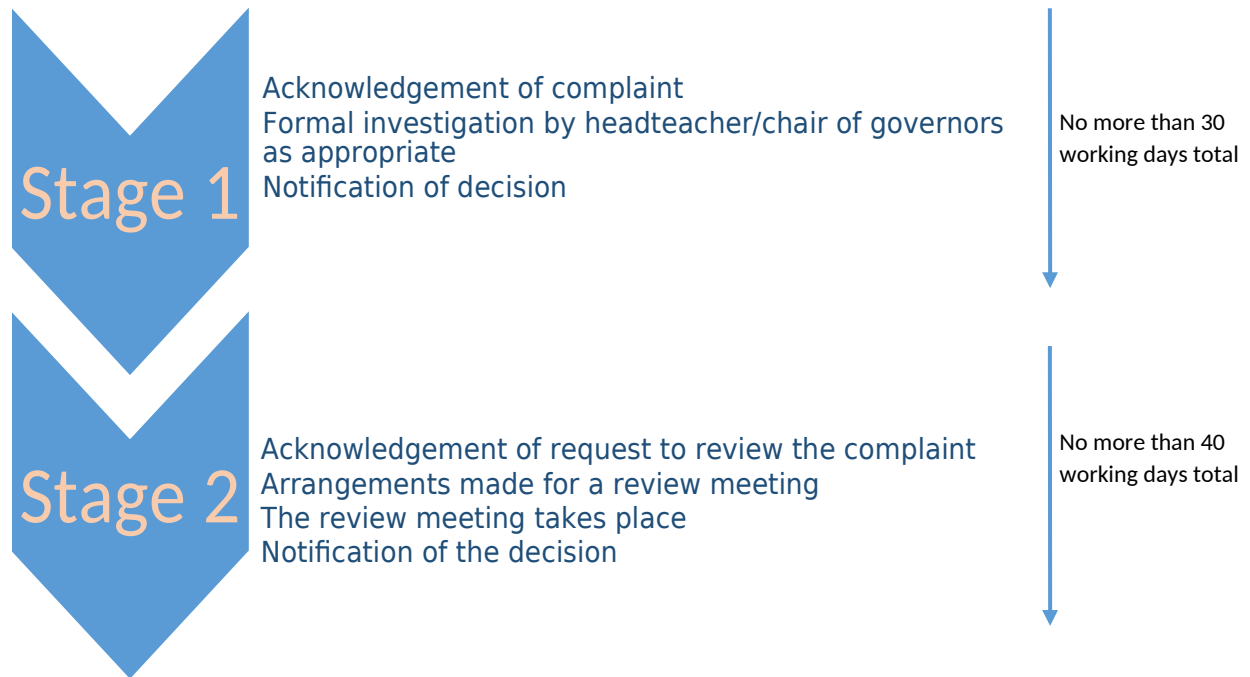 Stage 1
Acknowledgement of complaint
Formal investigation by headteacher/chair of governors
as appropriate
Notification of decision
No more than 30
working days total
Stage 2
Acknowledgement of request to review the complaint
Arrangements made for a review meeting
The review meeting takes place
Notification of the decision
No more than 40
working days total